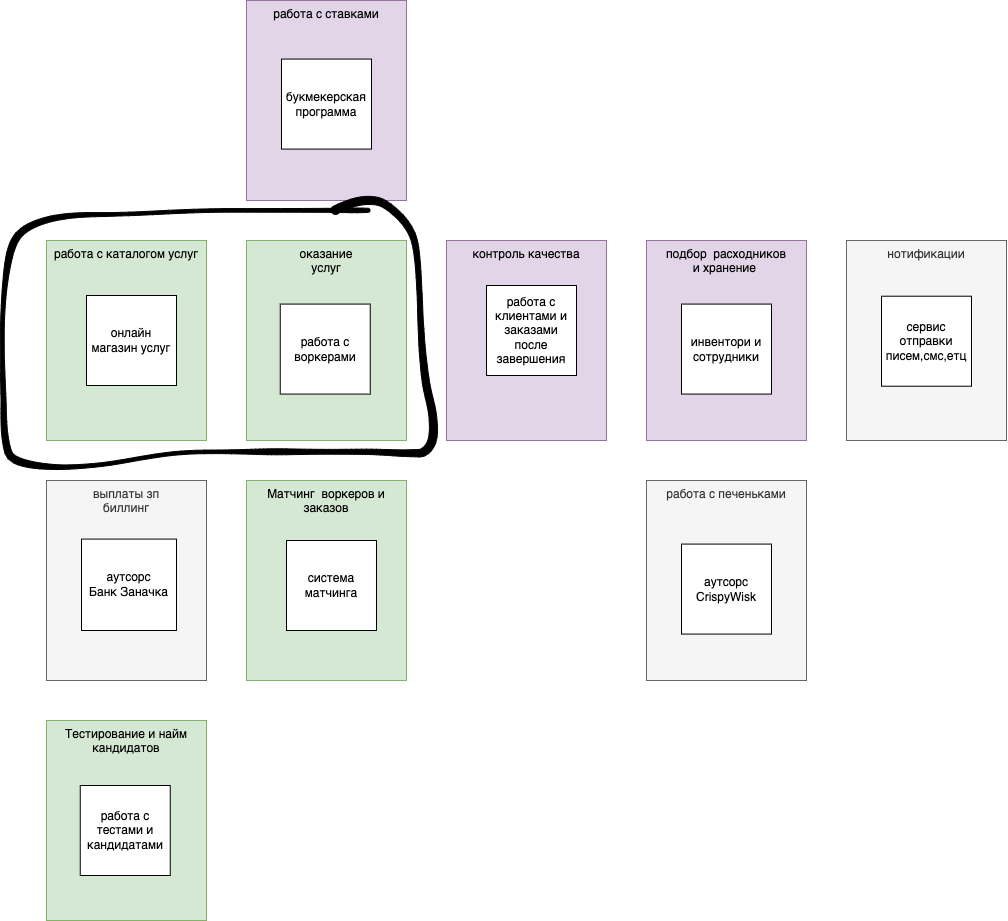 работа с ставками
букмекерская
программа
работа с каталогом услуг
онлайн
магазин услуг
оказание
услуг
работа с
воркерами
контроль качества
работа с
клиентами и
заказами
после
завершения
подбор расходников
и хранение
инвентори и
сотрудники
нотификации
сервис
отправки
писем,смс,етц
выплаты зп
биллинг
аутсорс
Банк Заначка
Матчинг воркеров и
заказов
система
матчинга
работа с печеньками
аутсорс
CrispyWisk
Тестирование и найм
кандидатов
работа с
тестами и
кандидатами